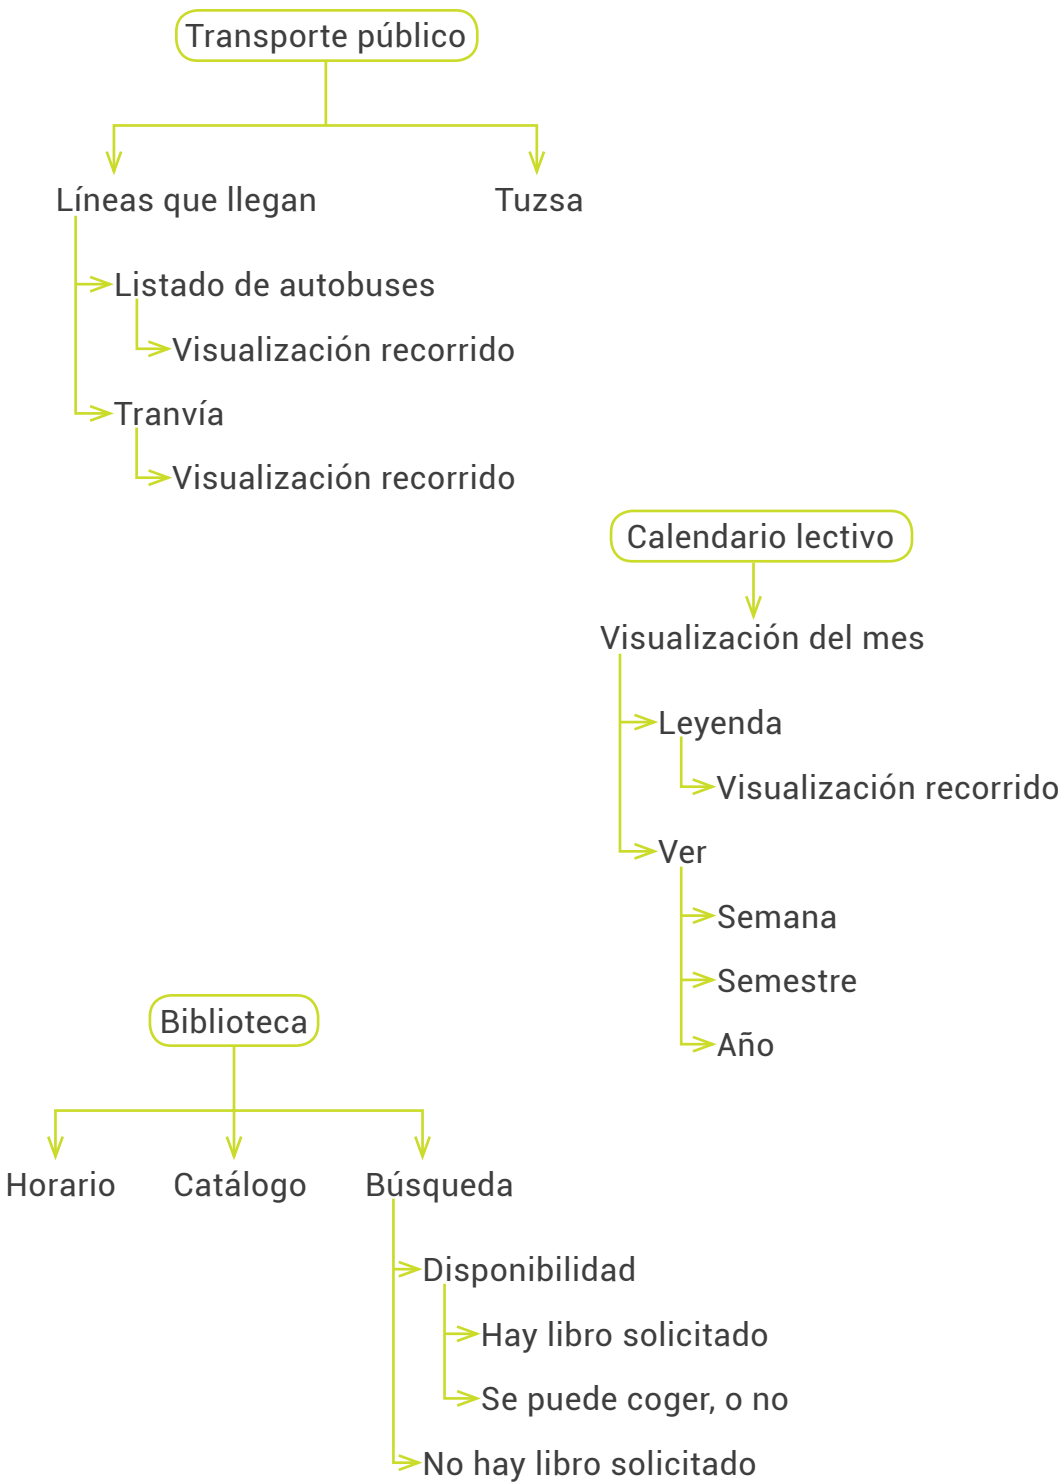 Transporte público
Líneas que llegan
Tuzsa
Listado de autobuses
Visualización recorrido
Tranvía
Visualización recorrido
Calendario lectivo
Visualización del mes
Leyenda
Visualización recorrido
Ver
Semana
Semestre
Año
Biblioteca
Horario
Catálogo
Búsqueda
Disponibilidad
Hay libro solicitado
Se puede coger, o no
No hay libro solicitado